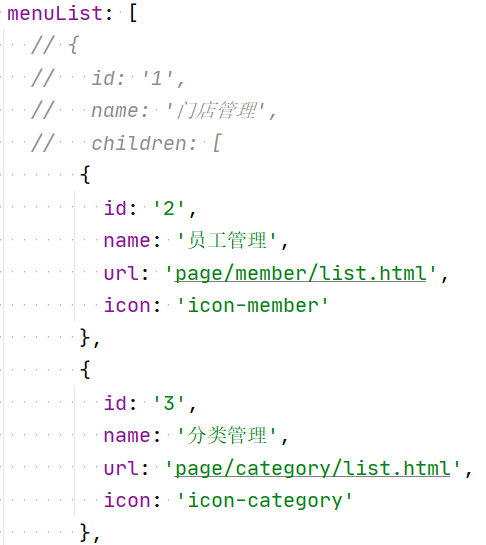 menuList: [
  // {
  //   id: '1',
  //   name: '门店管理',
  //   children: [
      {
        id: '2',
        name: '员工管理',
        url: 'page/member/list.html',
        icon: 'icon-member'
      },
      {
        id: '3',
        name: '分类管理',
        url: 'page/category/list.html',
        icon: 'icon-category'
      },